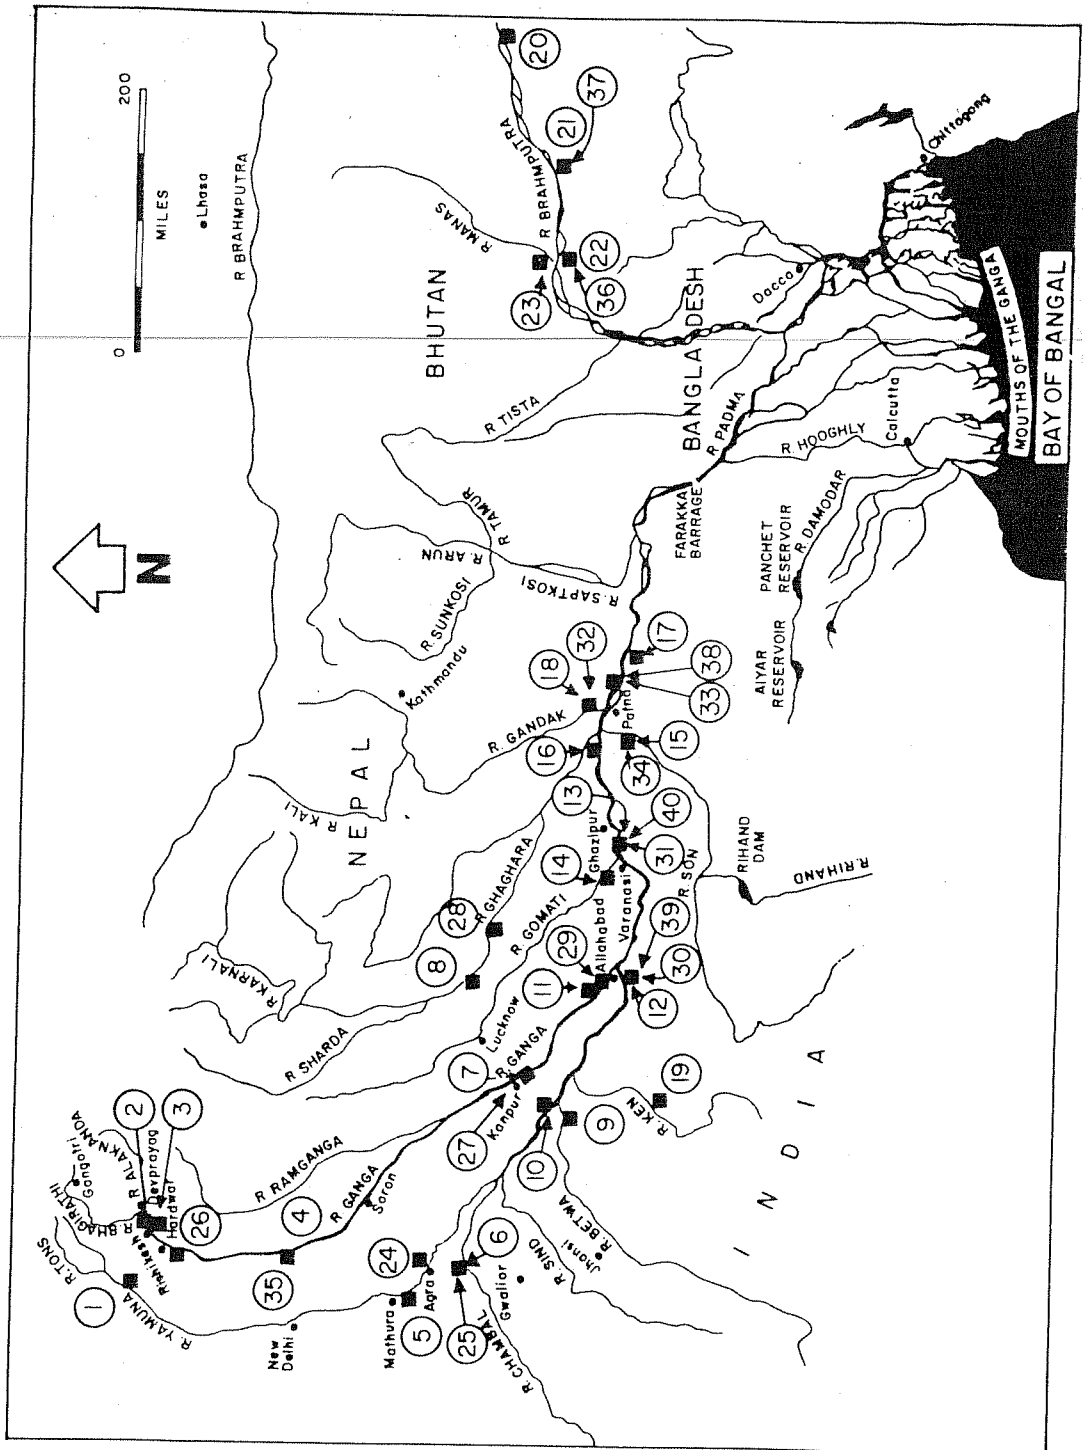 0
200
MILES
Lhasa
R BRAHMPUTRA
N
R.TONS
R BHAGIRATHI
Gangotri
R ALAKNANDA
Devprayag
Rishikesh
Hardwar
R. YAMUNA
1
2
3
26
4
35
R RAMGANGA
R. GANGA
Soron
New
Delhi
Mathura
Agra
5
24
6
25
R. CHAMBAL
Gwalior
R. SIND
Jhansi
R. BETWA
R SHARDA
R KARNALI
NEPAL
R KALI
Kathmandu
R. SUNKOSI
R. ARUN
R TAMUR
R. SAPTKOSI
R TISTA
BHUTAN
R MANAS
R BRAHMPUTRA
20
21
37
22
36
23
8
28
R GHAGHARA
R. GOMATI
Lucknow
R. GANGA
7
27
Kanpur
10
9
R. KEN
19
11
29
Allahabad
12
30
39
14
Varanasi
Ghazipur
13
31
40
R. SON
16
R. GANDAK
18
32
Patna
15
34
33
38
17
RIHAND
DAM
R. RIHAND
FARAKKA
BARRAGE
R PADMA
BANGLADESH
Dacca
Chittagong
R. HOOGHLY
Calcutta
R. DAMODAR
PANCHET
RESERVOIR
AIYAR
RESERVOIR
INDIA
MOUTHS OF THE GANGA
BAY OF BANGAL